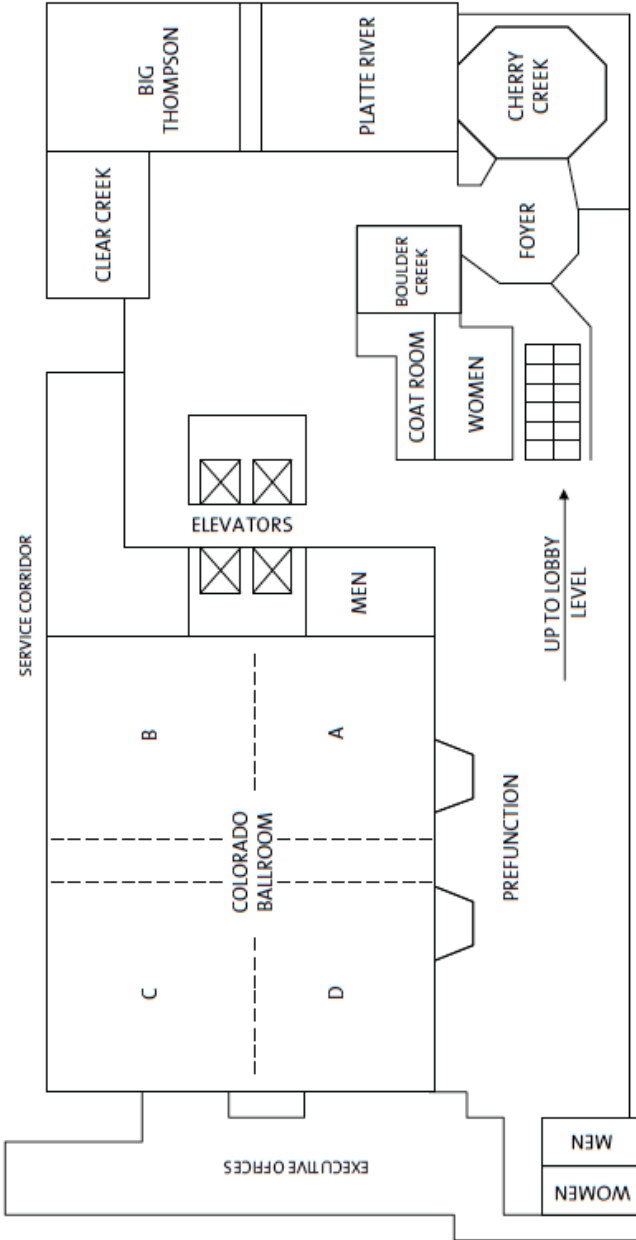 BIG
THOMPSON
PLATTE RIVER
CHERRY
CREEK
CLEAR CREEK
FOYER
BOULDER
CREEK
COAT ROOM
WOMEN
ELEVATORS
SERVICE CORRIDOR
MEN
UP TO LOBBY
LEVEL
B
A
COLORADO
BALLROOM
PREFUNCTION
C
D
EXECUTIVE OFFICES
MEN
WOMEN